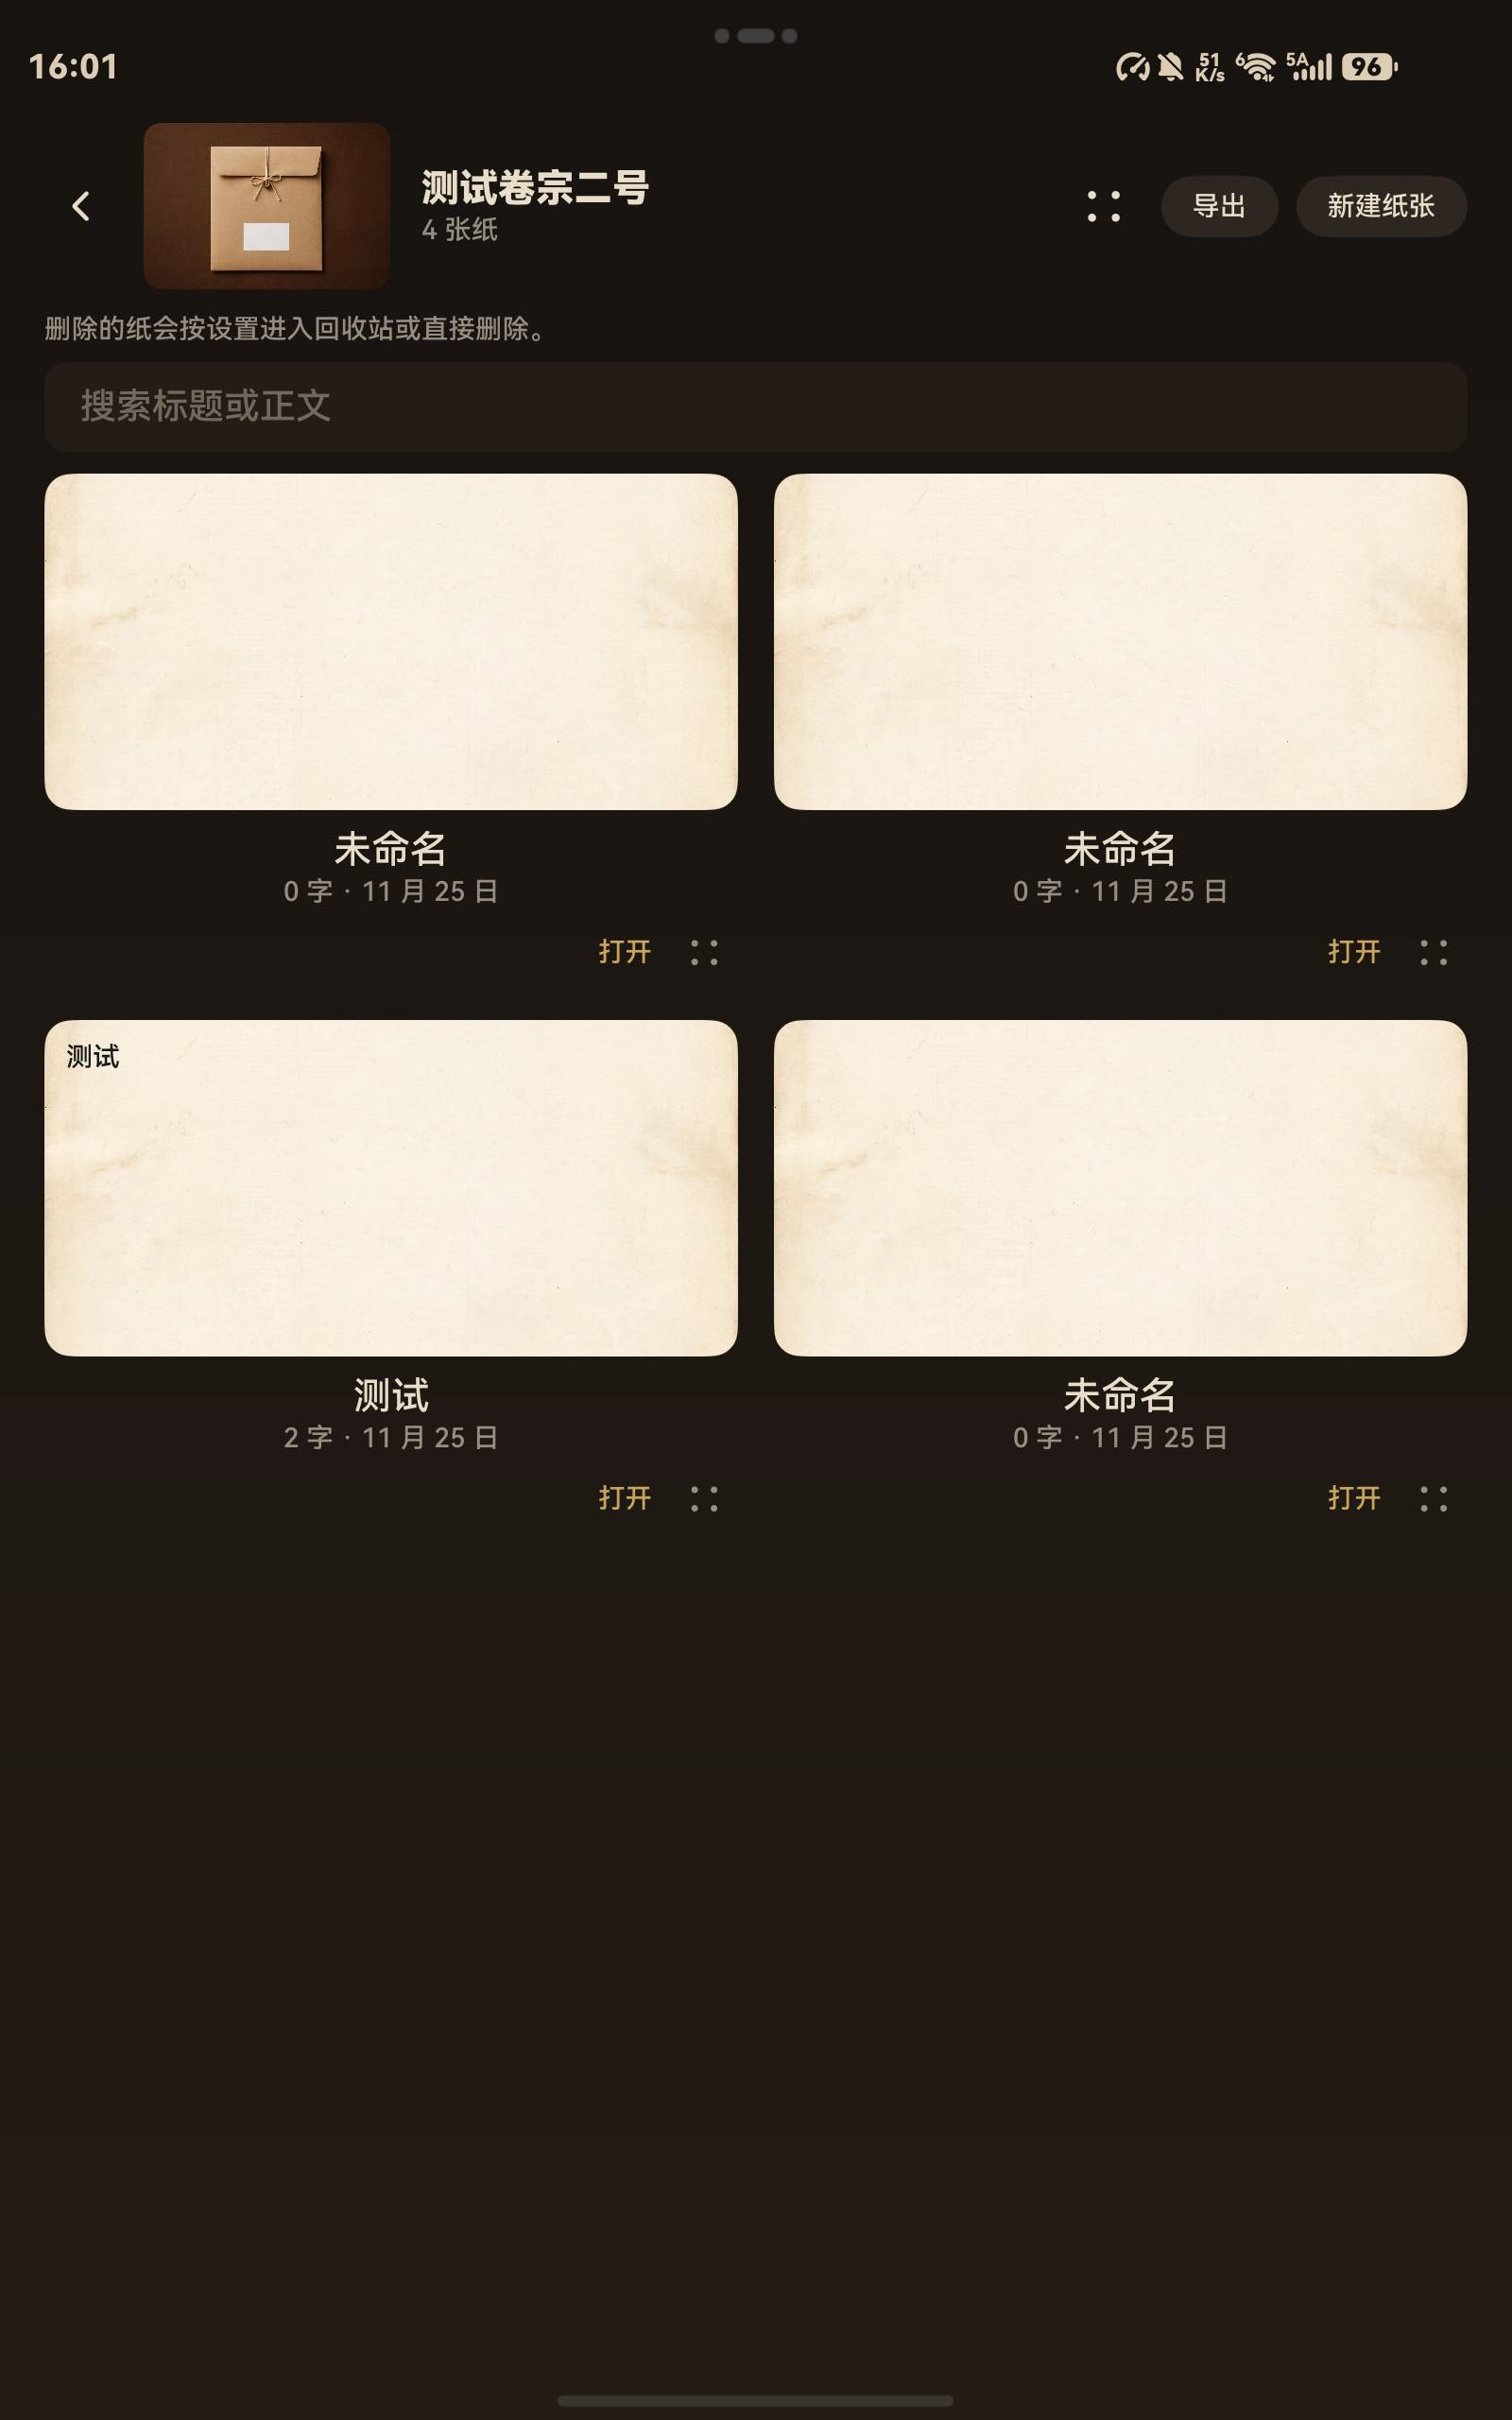 16:01
51 K/s 6 5A 96
测试卷宗二号
4 张纸
导出
新建纸张
删除的纸会按设置进入回收站或直接删除。
搜索标题或正文
未命名
0 字 · 11 月 25 日
打开
未命名
0 字 · 11 月 25 日
打开
测试
测试
2 字 · 11 月 25 日
打开
未命名
0 字 · 11 月 25 日
打开